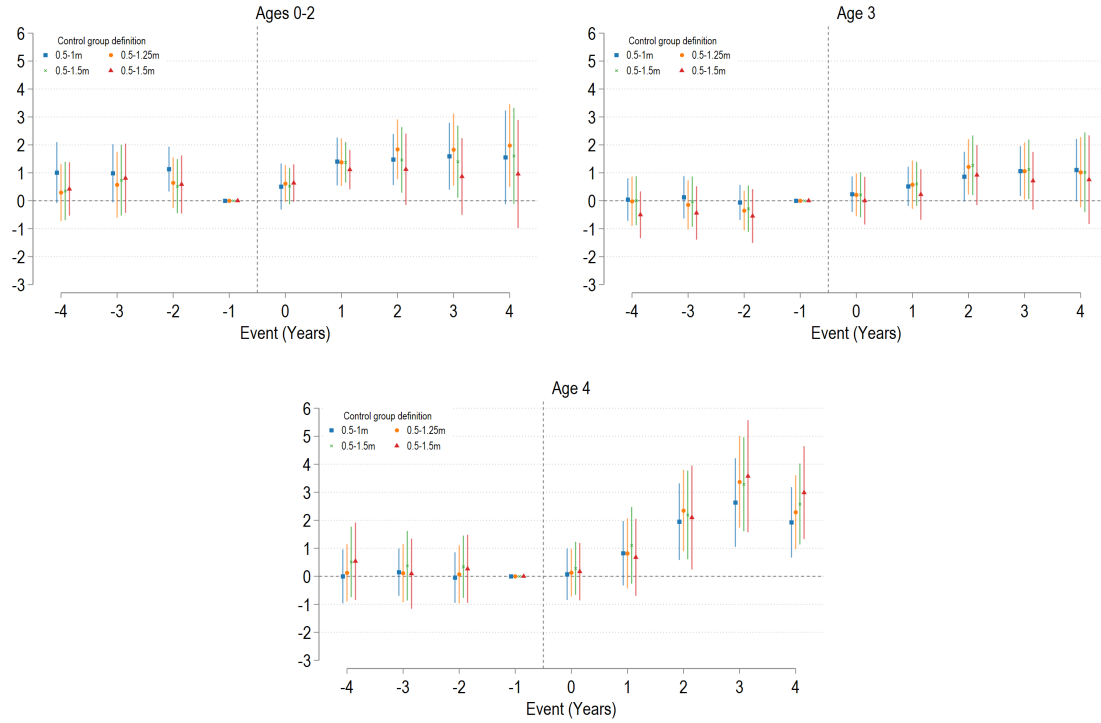 Ages 0-2
Control group definition
0.5-1m 0.5-1.25m
0.5-1.5m 0.5-1.5m
6
5
4
3
2
1
0
-1
-2
-3
-4 -3 -2 -1 0 1 2 3 4
Event (Years)
Age 3
Control group definition
0.5-1m 0.5-1.25m
0.5-1.5m 0.5-1.5m
6
5
4
3
2
1
0
-1
-2
-3
-4 -3 -2 -1 0 1 2 3 4
Event (Years)
Age 4
Control group definition
0.5-1m 0.5-1.25m
0.5-1.5m 0.5-1.5m
6
5
4
3
2
1
0
-1
-2
-3
-4 -3 -2 -1 0 1 2 3 4
Event (Years)